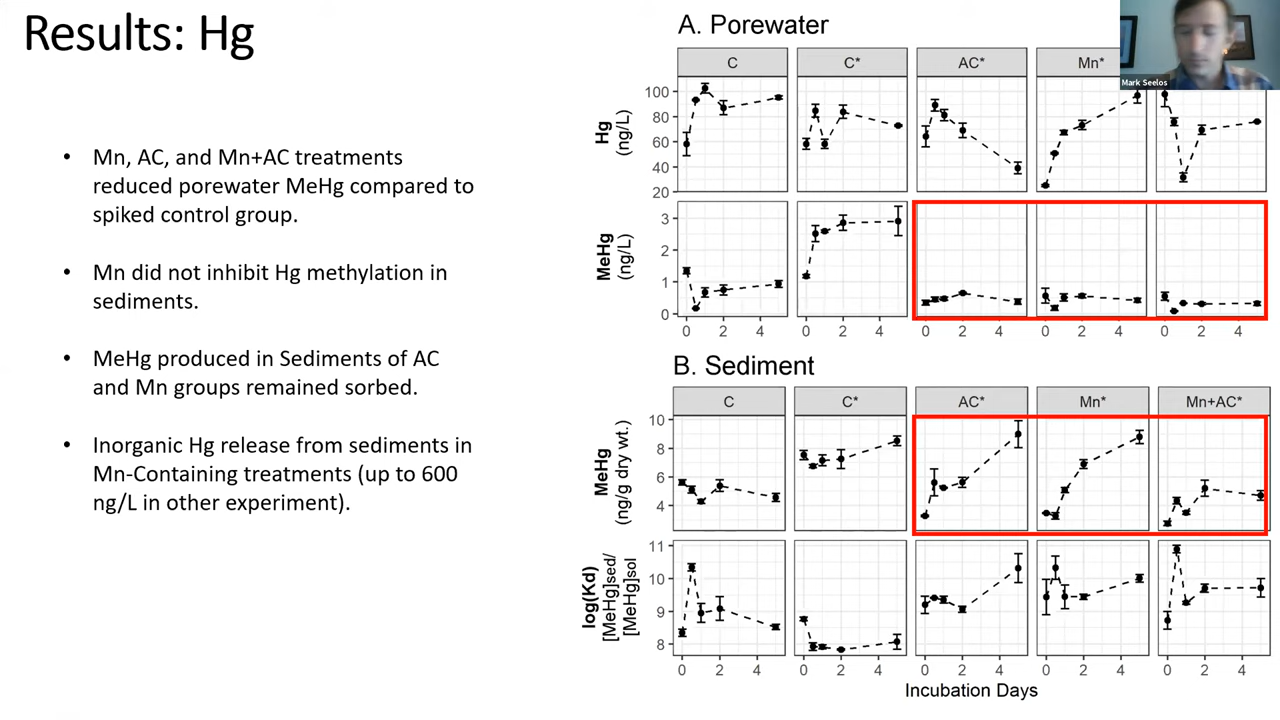 Results: Hg
• Mn, AC, and Mn+AC treatments
reduced porewater MeHg compared to
spiked control group.
• Mn did not inhibit Hg methylation in
sediments.
• MeHg produced in Sediments of AC
and Mn groups remained sorbed.
• Inorganic Hg release from sediments in
Mn-Containing treatments (up to 600
ng/L in other experiment).
A. Porewater
C C* AC* Mn*
Mark Seelos
Hg
(ng/L)
100
80
60
40
20
MeHg
(ng/L)
3
2
1
0
0 2 4 0 2 4 0 2 4 0 2 4 0 2 4
B. Sediment
C C* AC* Mn* Mn+AC*
MeHg
(ng/g dry wt.)
10
8
6
4
log(Kd)
[MeHg]sed/
[MeHg]sol
11
10
9
8
0 2 4 0 2 4 0 2 4 0 2 4 0 2 4
Incubation Days